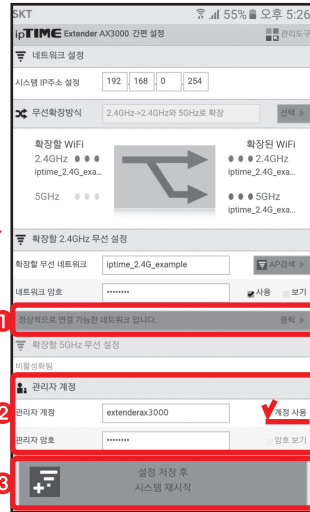 SKT 55% 오후 5:26
ipTIME Extender AX3000 간편 설정 관리도구
네트워크 설정
시스템 IP주소 설정 192 168 0 254
무선확장방식 2.4GHz->2.4GHz와 5GHz로 확장 선택
확장할 WiFi 확장된 WiFi
2.4GHz 2.4GHz
iptime_2.4G_exa... iptime_2.4G_exa...
5GHz 5GHz
iptime_2.4G_exa...
확장할 2.4GHz 무선 설정
확장할 무선 네트워크 iptime_2.4G_example AP검색
네트워크 암호 ******** 사용 보기
1 정상적으로 연결 가능한 네트워크 입니다. 클릭
확장할 5GHz 무선 설정
비활성화됨
관리자 계정
2 관리자 계정 extenderax3000 계정 사용
관리자 암호 ******** 암호 보기
3 설정 저장 후
시스템 재시작